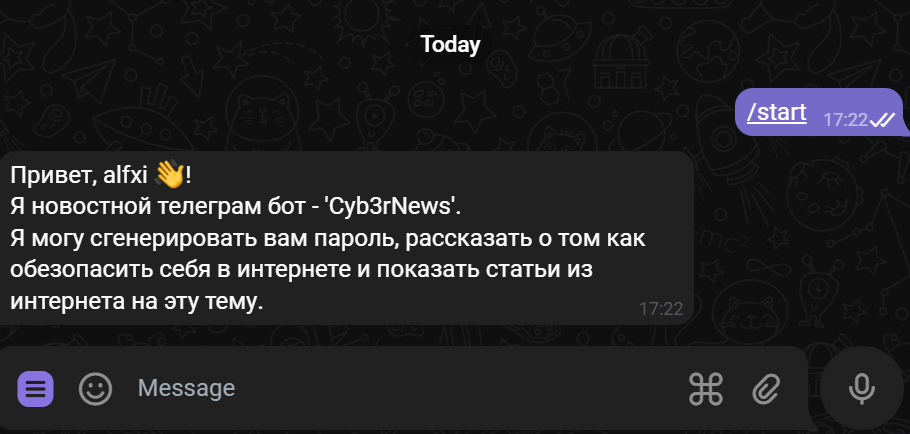 Today
/start
17:22
Привет, alfxi 👋!
Я новостной телеграм бот - 'Cyb3rNews'.
Я могу сгенерировать вам пароль, рассказать о том как
обезопасить себя в интернете и показать статьи из
интернета на эту тему.
17:22
Message